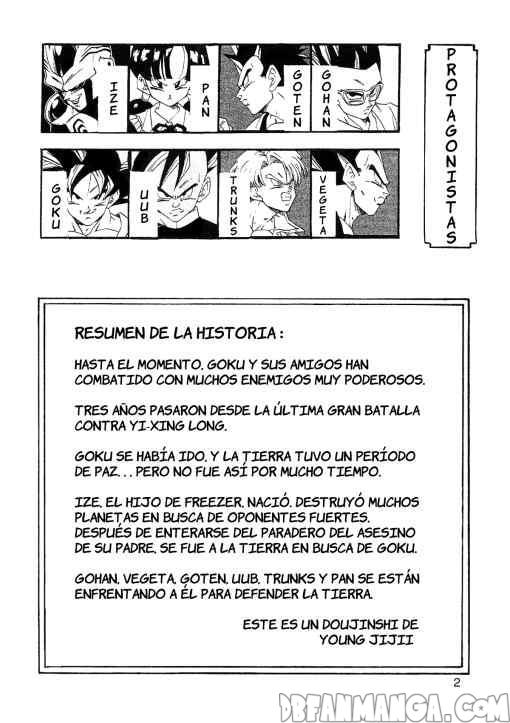 IZE
PAN
GOTEN
GOHAN
PROTAGONISTAS
GOKU
UUB
TRUNKS
VEGETA
RESUMEN DE LA HISTORIA:
HASTA EL MOMENTO, GOKU Y SUS AMIGOS HAN
COMBATIDO CON MUCHOS ENEMIGOS MUY PODEROSOS.
TRES AÑOS PASARON DESDE LA ÚLTIMA GRAN BATALLA
CONTRA YI-XING LONG.
GOKU SE HABÍA IDO, Y LA TIERRA TUVO UN PERÍODO
DE PAZ... PERO NO FUE ASÍ POR MUCHO TIEMPO.
IZE, EL HIJO DE FREEZER, NACIÓ, DESTRUYÓ MUCHOS
PLANETAS EN BUSCA DE OPONENTES FUERTES.
DESPUÉS DE ENTERARSE DEL PARADERO DEL ASESINO
DE SU PADRE, SE FUE A LA TIERRA EN BUSCA DE GOKU.
GOHAN, VEGETA, GOTEN, UUB, TRUNKS Y PAN SE ESTÁN
ENFRENTANDO A ÉL PARA DEFENDER LA TIERRA.
ESTE ES UN DOUJINSHI DE
YOUNG JIJII
2
DBFANMANGA.COM